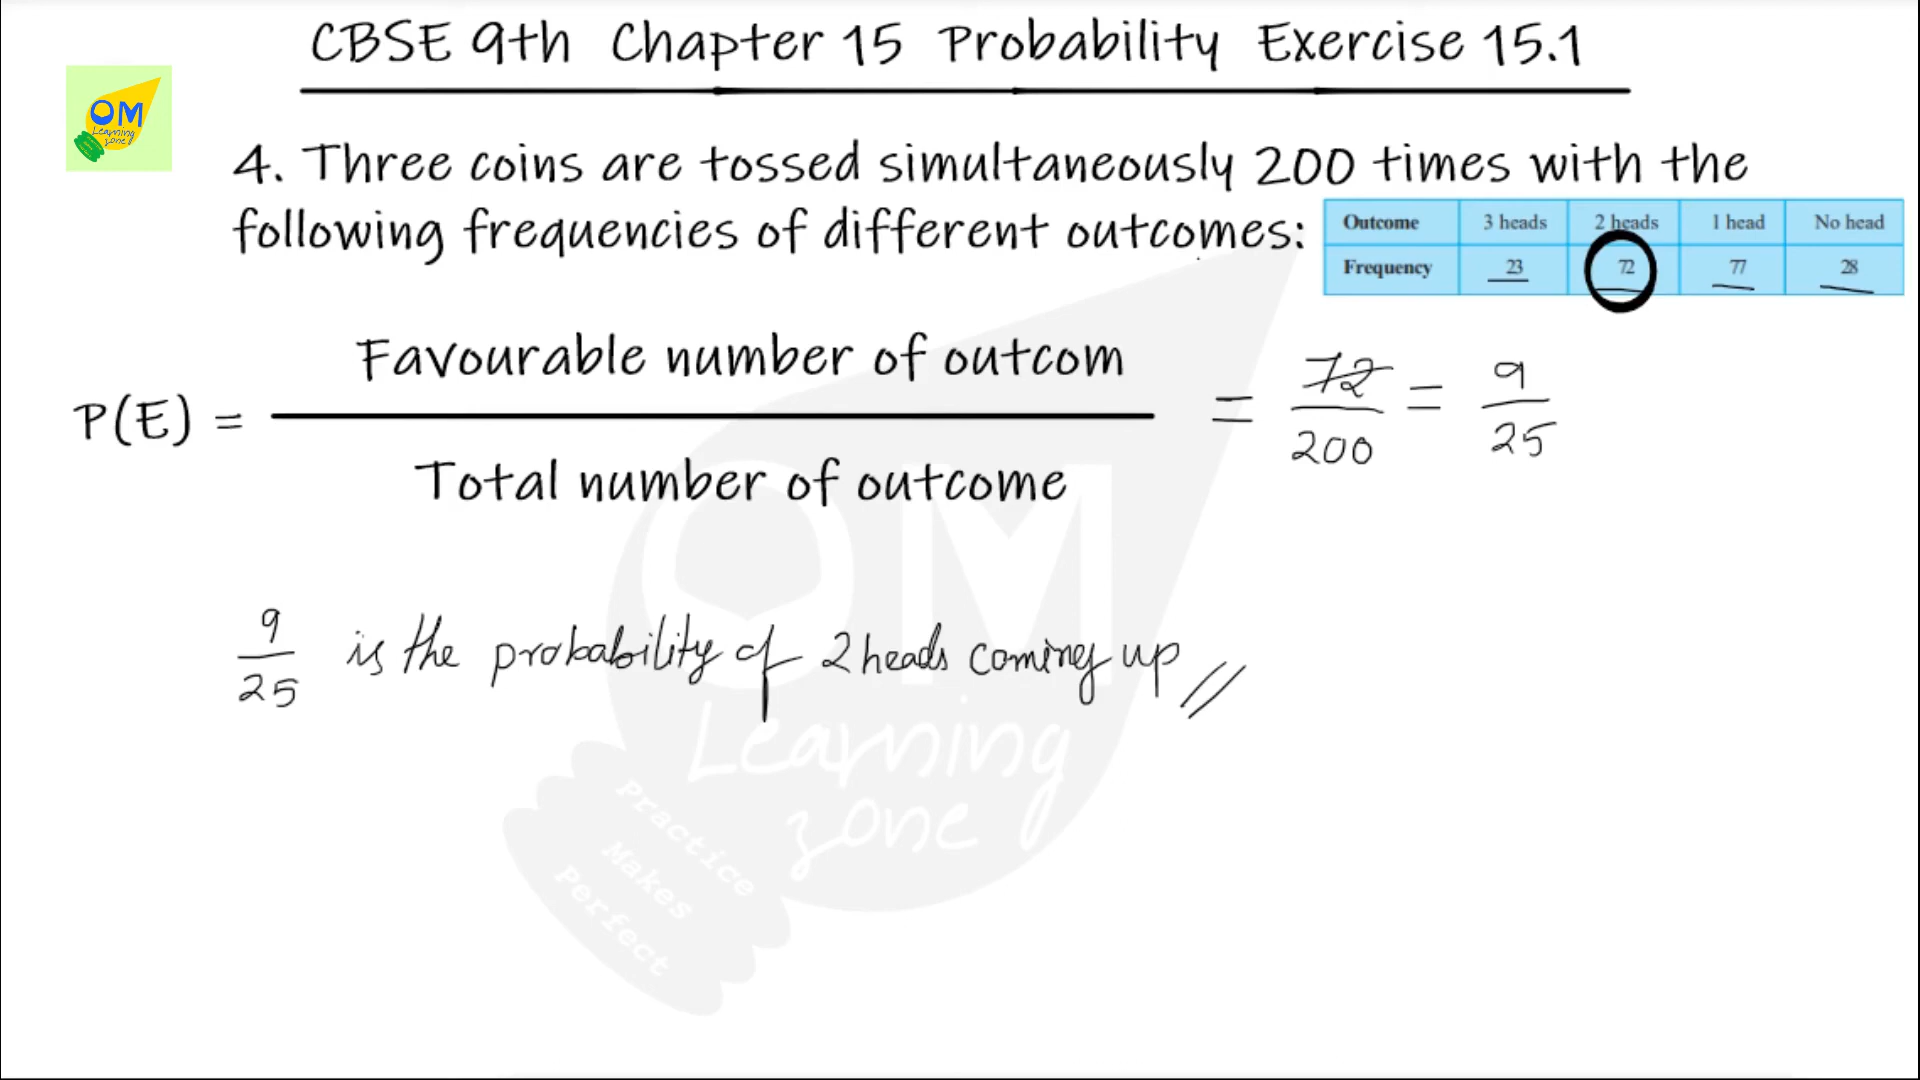 CBSE 9th Chapter 15 Probability Exercise 15.1
OM
Learning
zone
4. Three coins are tossed simultaneously 200 times with the
following frequencies of different outcomes:
Outcome 3 heads 2 heads 1 head No head
Frequency 23 72 77 28
P(E) =
Favourable number of outcom
Total number of outcome
= 72/200 = 9/25
9/25 is the probability of 2 heads coming up //
OM
Learning
zone
Practice
Makes
Perfect